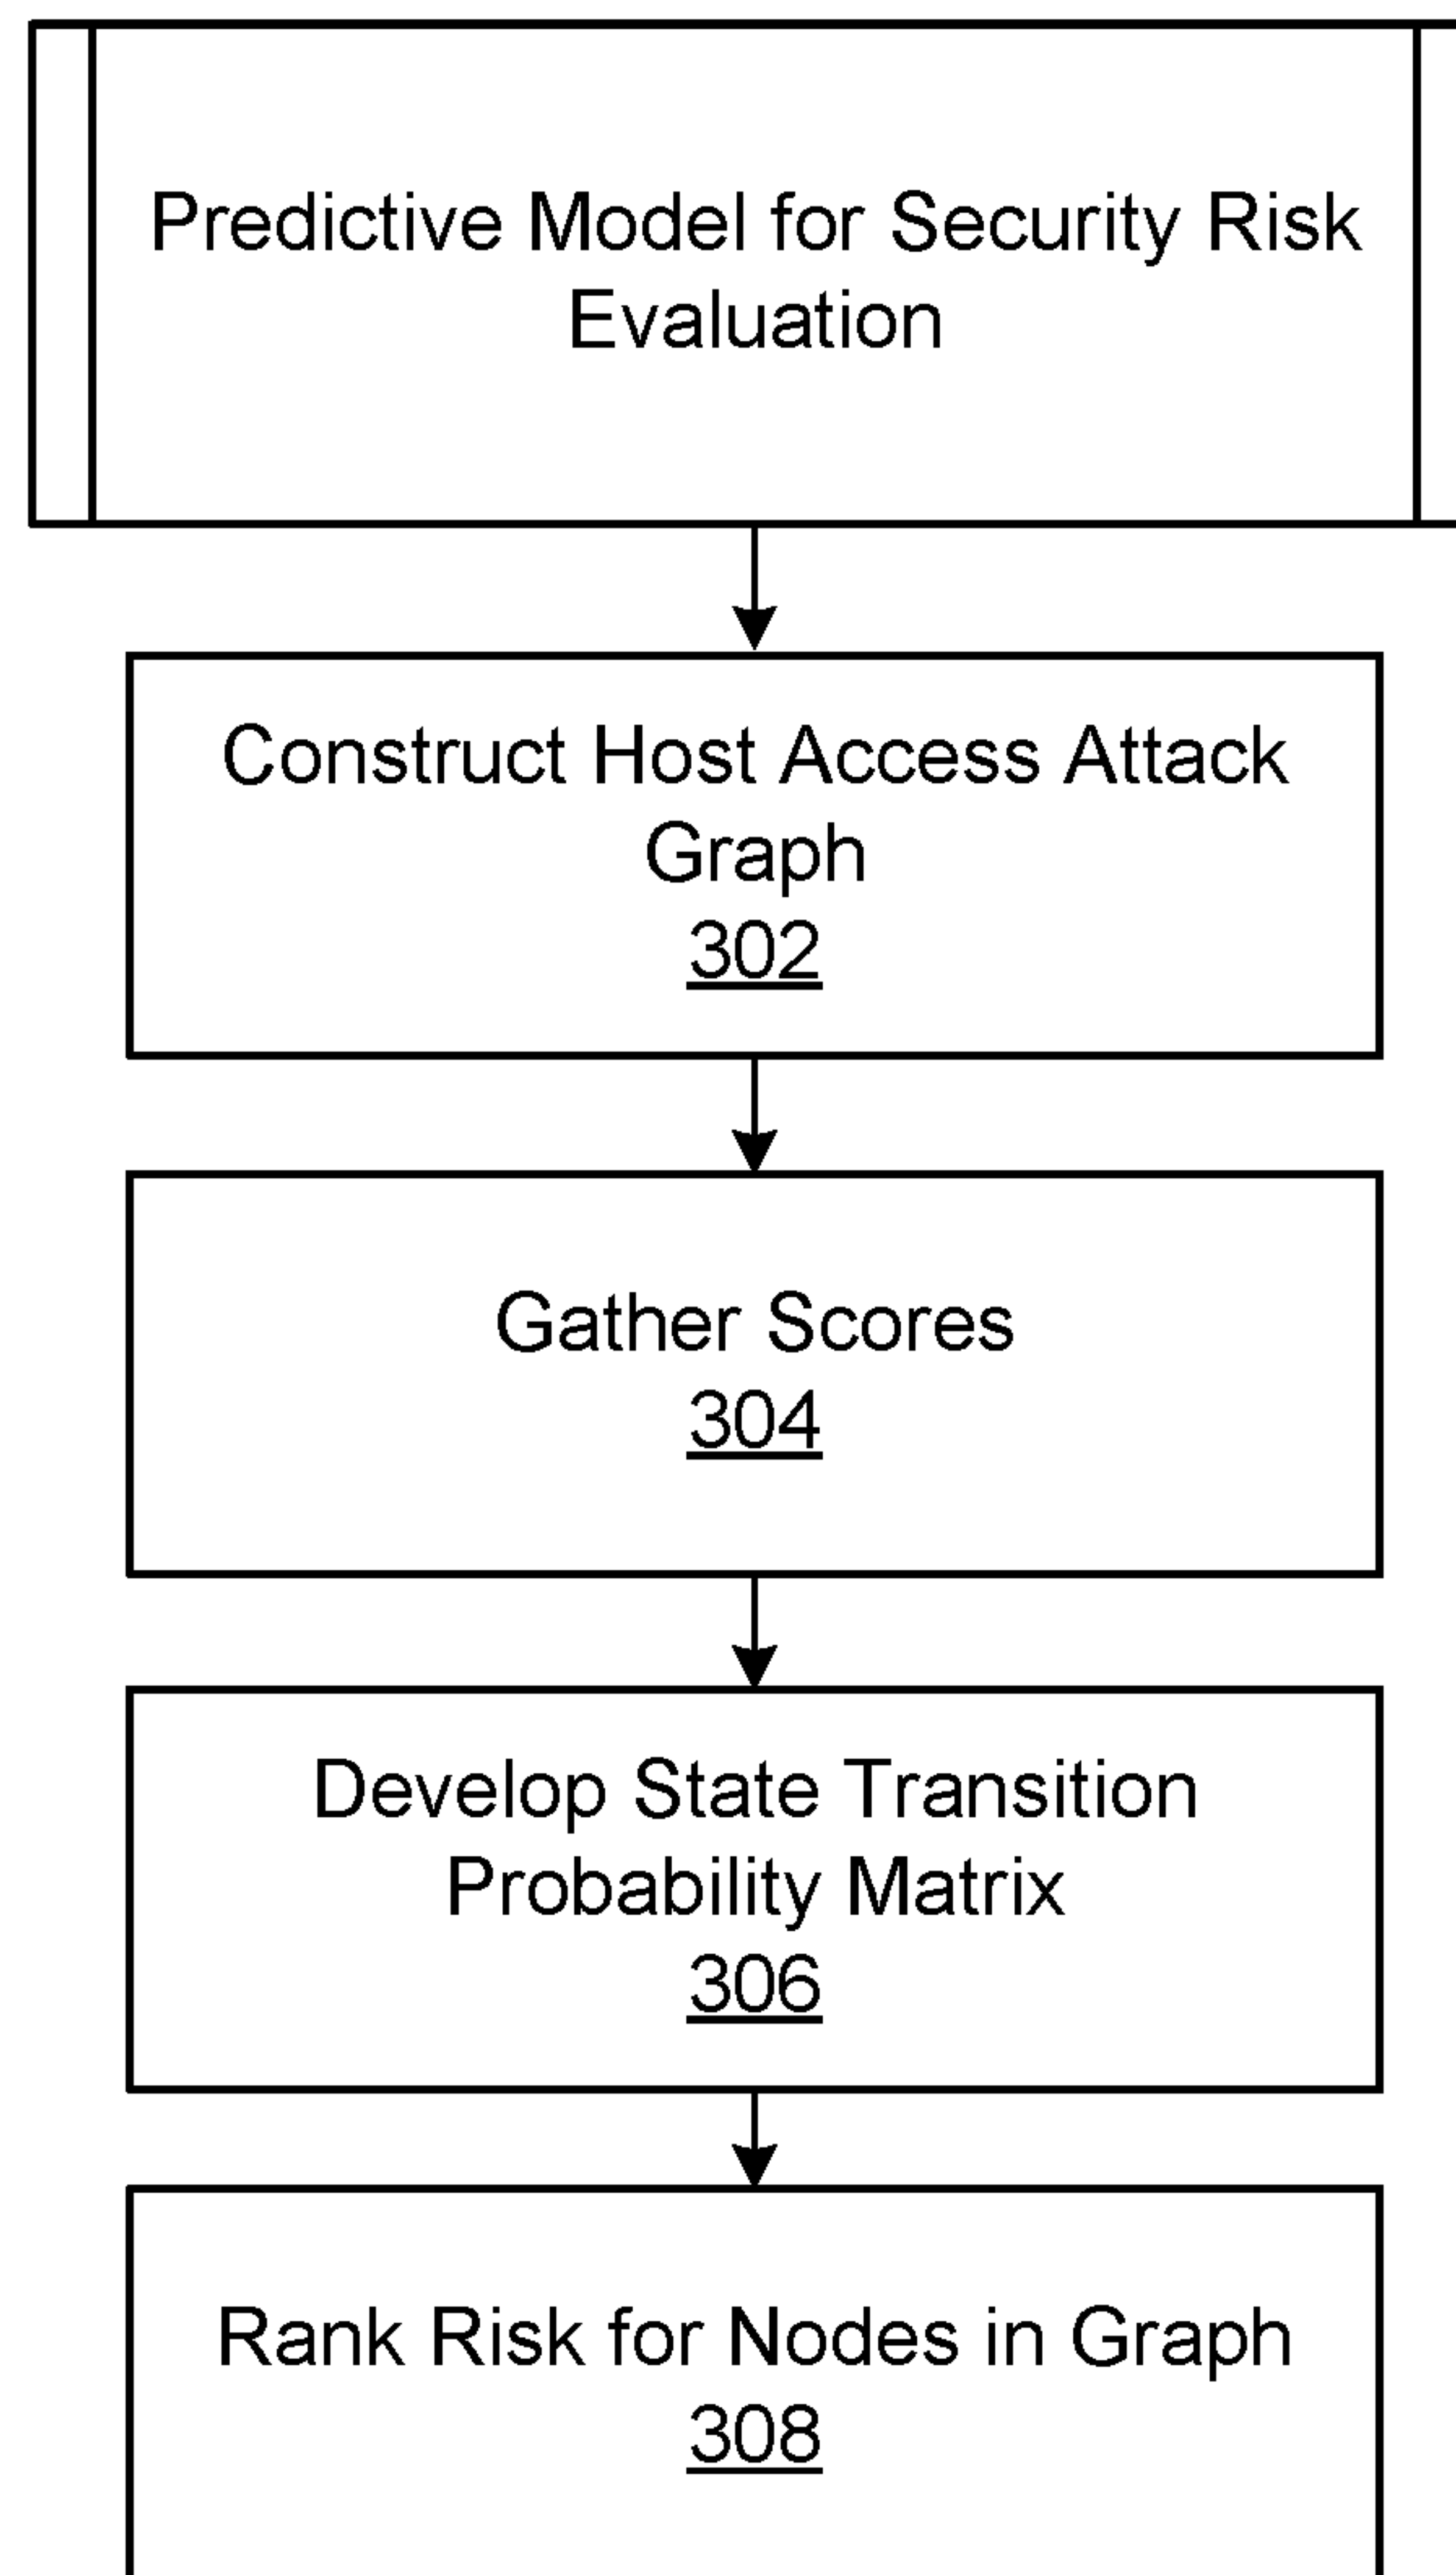 Predictive Model for Security Risk
Evaluation
Construct Host Access Attack
Graph
302
Gather Scores
304
Develop State Transition
Probability Matrix
306
Rank Risk for Nodes in Graph
308